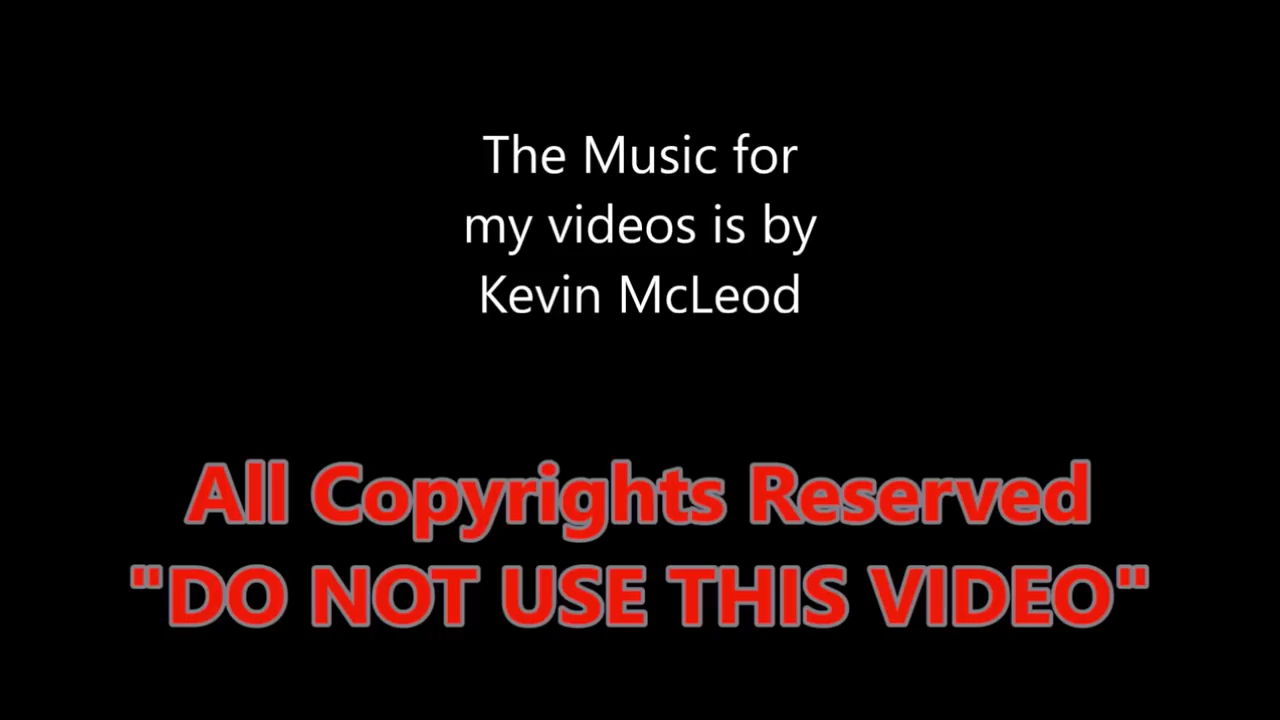 The Music for
my videos is by
Kevin McLeod
All Copyrights Reserved
"DO NOT USE THIS VIDEO"